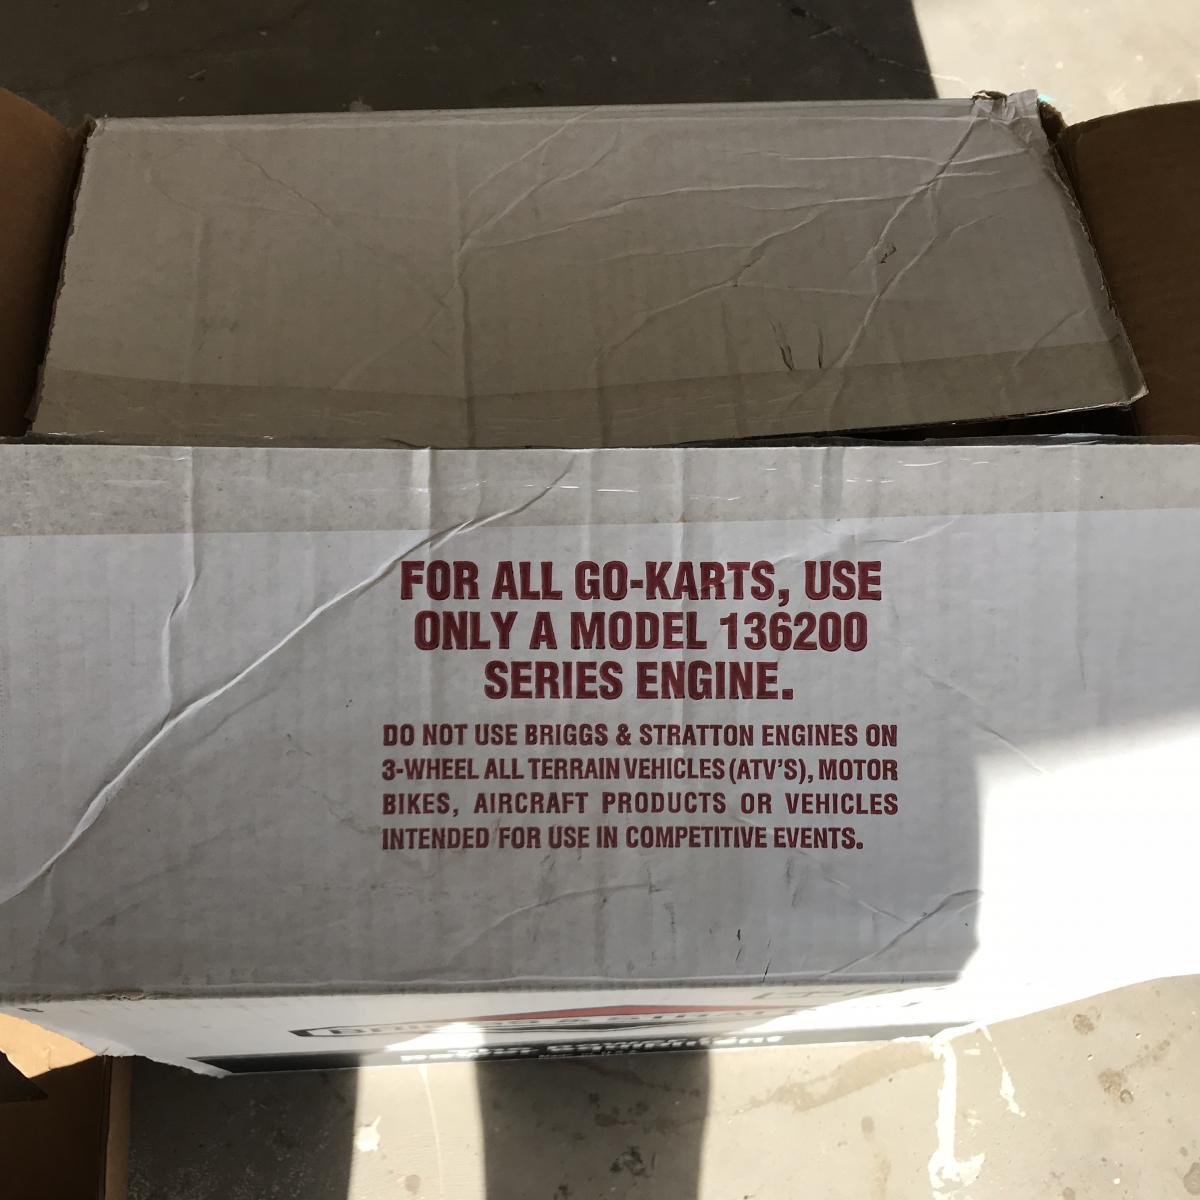 FOR ALL GO-KARTS, USE
ONLY A MODEL 136200
SERIES ENGINE.
DO NOT USE BRIGGS & STRATTON ENGINES ON
3-WHEEL ALL TERRAIN VEHICLES (ATV'S), MOTOR
BIKES, AIRCRAFT PRODUCTS OR VEHICLES
INTENDED FOR USE IN COMPETITIVE EVENTS.